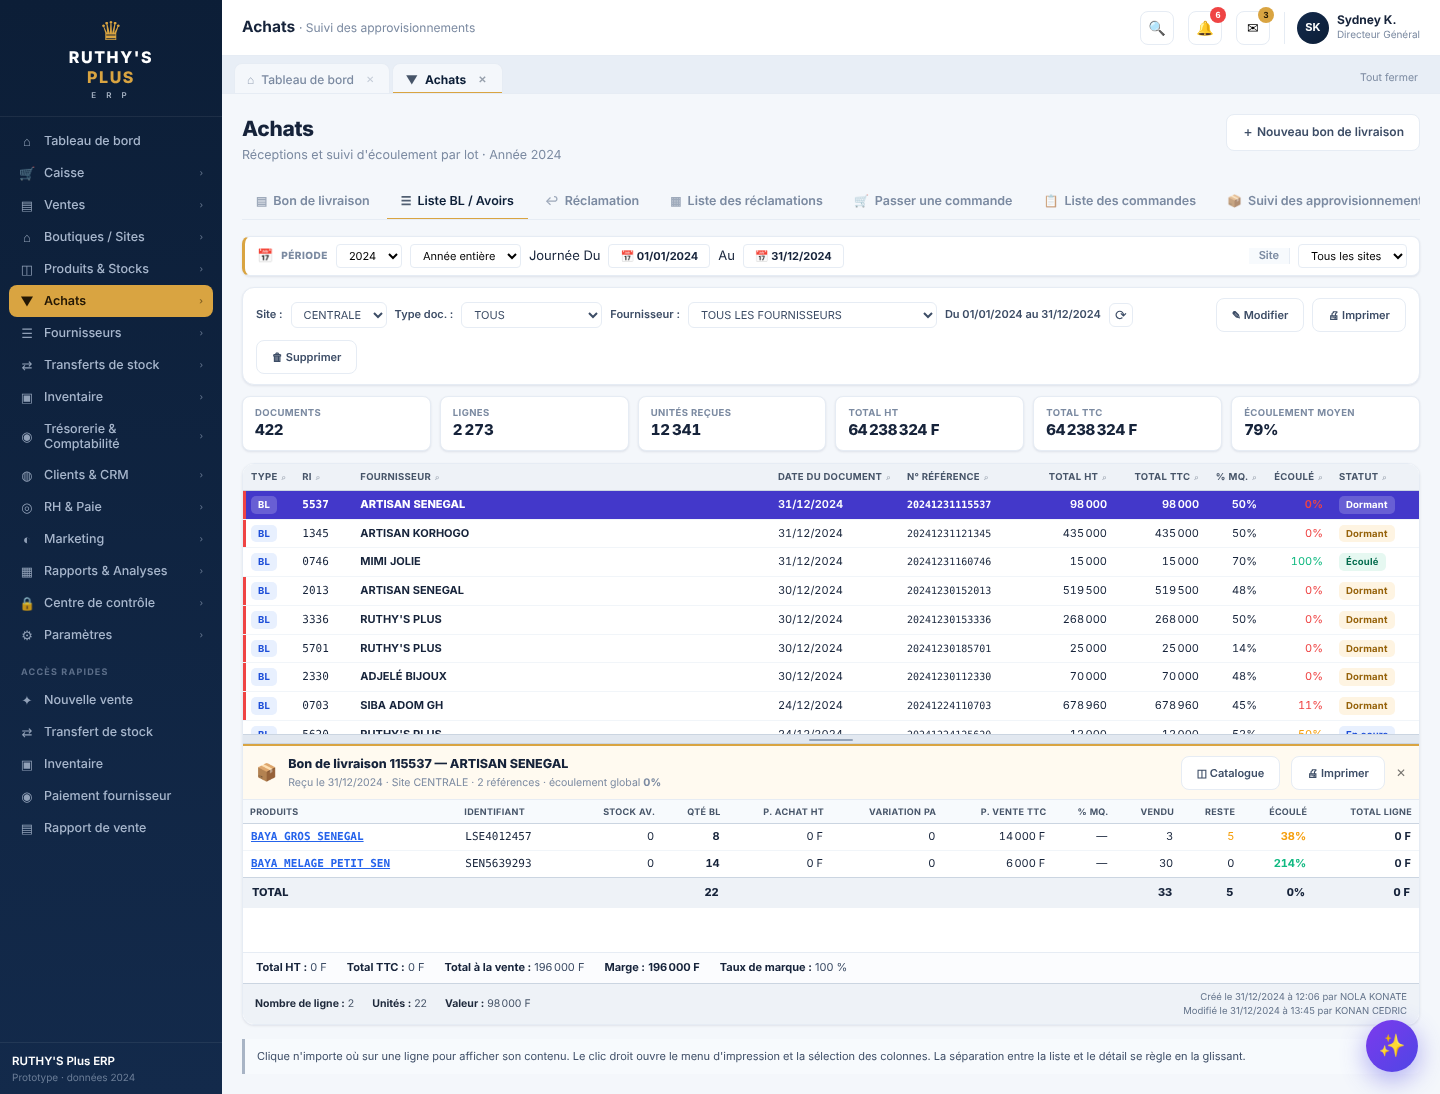 RUTHY'S
PLUS
E R P
Achats · Suivi des approvisionnements
6
3
SK
Sydney K.
Directeur Général
Tableau de bord ×
Achats ×
Tout fermer
Tableau de bord
Caisse ›
Ventes ›
Boutiques / Sites ›
Produits & Stocks ›
Achats ›
Fournisseurs ›
Transferts de stock ›
Inventaire ›
Trésorerie &
Comptabilité ›
Clients & CRM ›
RH & Paie ›
Marketing ›
Rapports & Analyses ›
Centre de contrôle ›
Paramètres ›
ACCÈS RAPIDES
Nouvelle vente
Transfert de stock
Inventaire
Paiement fournisseur
Rapport de vente
RUTHY'S Plus ERP
Prototype · données 2024
Achats
Réceptions et suivi d'écoulement par lot · Année 2024
+ Nouveau bon de livraison
Bon de livraison
Liste BL / Avoirs
Réclamation
Liste des réclamations
Passer une commande
Liste des commandes
Suivi des approvisionnement
PÉRIODE 2024 Année entière Journée Du 01/01/2024 Au 31/12/2024 Site Tous les sites
Site : CENTRALE Type doc. : TOUS Fournisseur : TOUS LES FOURNISSEURS Du 01/01/2024 au 31/12/2024 Modifier Imprimer
Supprimer
DOCUMENTS
422
LIGNES
2 273
UNITÉS REÇUES
12 341
TOTAL HT
64 238 324 F
TOTAL TTC
64 238 324 F
ÉCOULEMENT MOYEN
79%
TYPE RI FOURNISSEUR DATE DU DOCUMENT N° RÉFÉRENCE TOTAL HT TOTAL TTC % MQ. ÉCOULÉ STATUT
BL 5537 ARTISAN SENEGAL 31/12/2024 20241231115537 98 000 98 000 50% 0% Dormant
BL 1345 ARTISAN KORHOGO 31/12/2024 20241231121345 435 000 435 000 50% 0% Dormant
BL 0746 MIMI JOLIE 31/12/2024 20241231160746 15 000 15 000 70% 100% Écoulé
BL 2013 ARTISAN SENEGAL 30/12/2024 20241230152013 519 500 519 500 48% 0% Dormant
BL 3336 RUTHY'S PLUS 30/12/2024 20241230153336 268 000 268 000 50% 0% Dormant
BL 5701 RUTHY'S PLUS 30/12/2024 20241230185701 25 000 25 000 14% 0% Dormant
BL 2330 ADJELÉ BIJOUX 30/12/2024 20241230112330 70 000 70 000 48% 0% Dormant
BL 0703 SIBA ADOM GH 24/12/2024 20241224110703 678 960 678 960 45% 11% Dormant
BL 5620 RUTHY'S PLUS 24/12/2024 20241224125620 12 000 12 000 52% 50% En cours
Bon de livraison 115537 — ARTISAN SENEGAL
Reçu le 31/12/2024 · Site CENTRALE · 2 références · écoulement global 0%
Catalogue
Imprimer
×
PRODUITS IDENTIFIANT STOCK AV. QTÉ BL P. ACHAT HT VARIATION PA P. VENTE TTC % MQ. VENDU RESTE ÉCOULÉ TOTAL LIGNE
BAYA GROS SENEGAL LSE4012457 0 8 0 F 0 14 000 F — 3 5 38% 0 F
BAYA MELAGE PETIT SEN SEN5639293 0 14 0 F 0 6 000 F — 30 0 214% 0 F
TOTAL 22 33 5 0% 0 F
Total HT : 0 F Total TTC : 0 F Total à la vente : 196 000 F Marge : 196 000 F Taux de marque : 100 %
Nombre de ligne : 2 Unités : 22 Valeur : 98 000 F
Créé le 31/12/2024 à 12:06 par NOLA KONATE
Modifié le 31/12/2024 à 13:45 par KONAN CEDRIC
Clique n'importe où sur une ligne pour afficher son contenu. Le clic droit ouvre le menu d'impression et la sélection des colonnes. La séparation entre la liste et le détail se règle en la glissant.